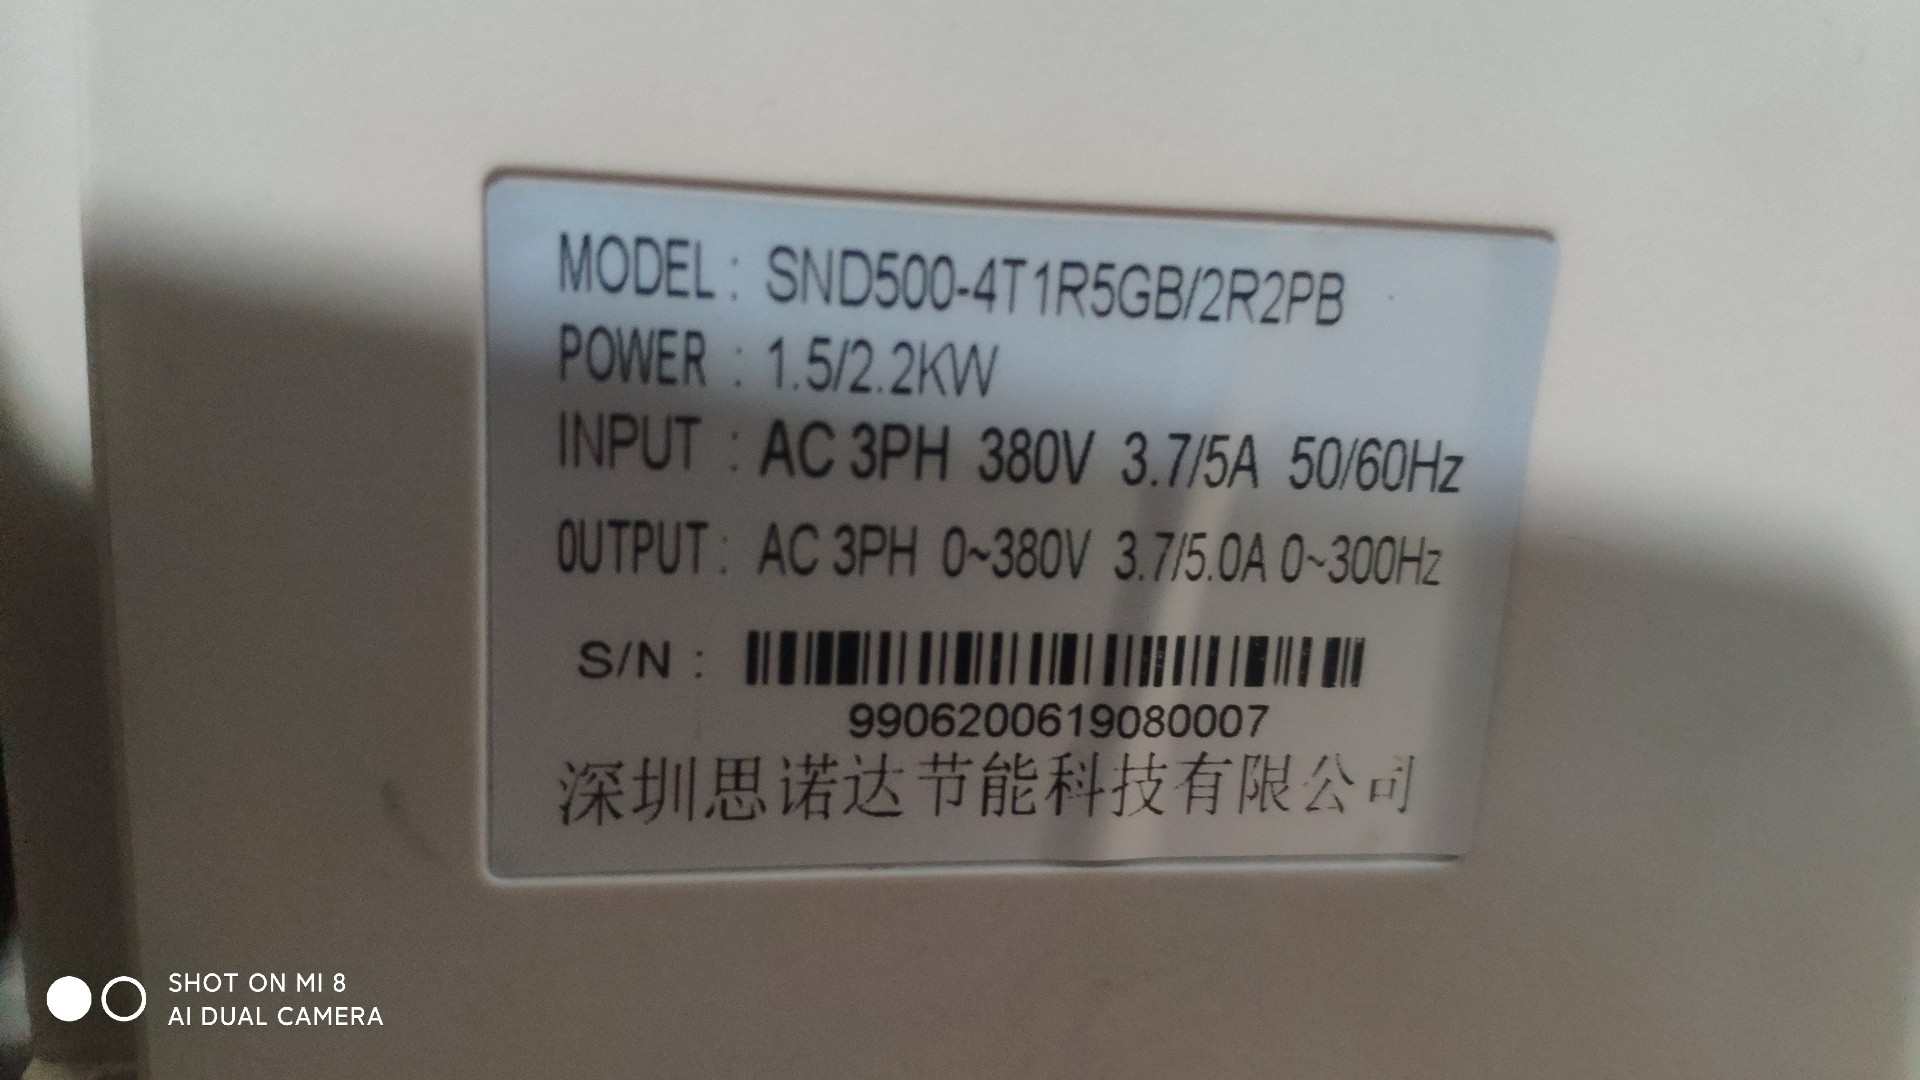 MODEL : SND500-4T1R5GB/2R2PB
POWER : 1.5/2.2KW
INPUT : AC 3PH 380V 3.7/5A 50/60Hz
OUTPUT : AC 3PH 0~380V 3.7/5.0A 0~300Hz
S/N :
9906200619080007
深圳思诺达节能科技有限公司
SHOT ON MI 8
AI DUAL CAMERA